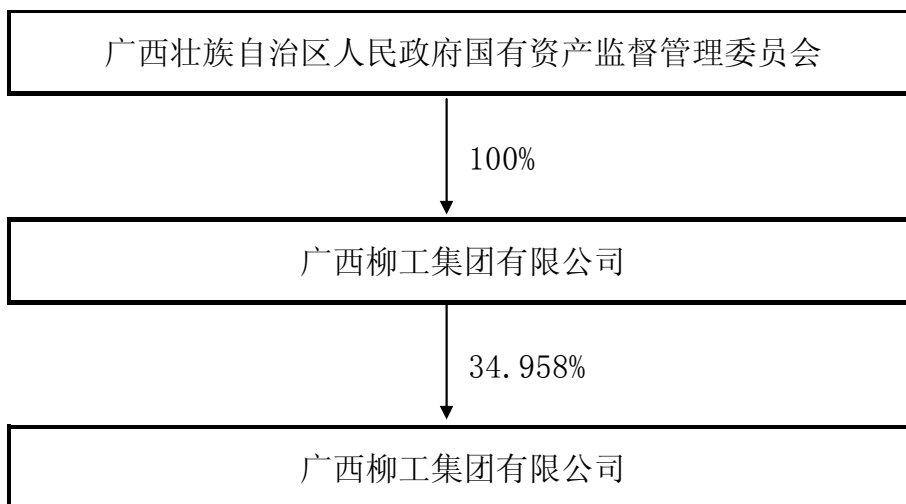 广西壮族自治区人民政府国有资产监督管理委员会
100%
广西柳工集团有限公司
34.958%
广西柳工集团有限公司